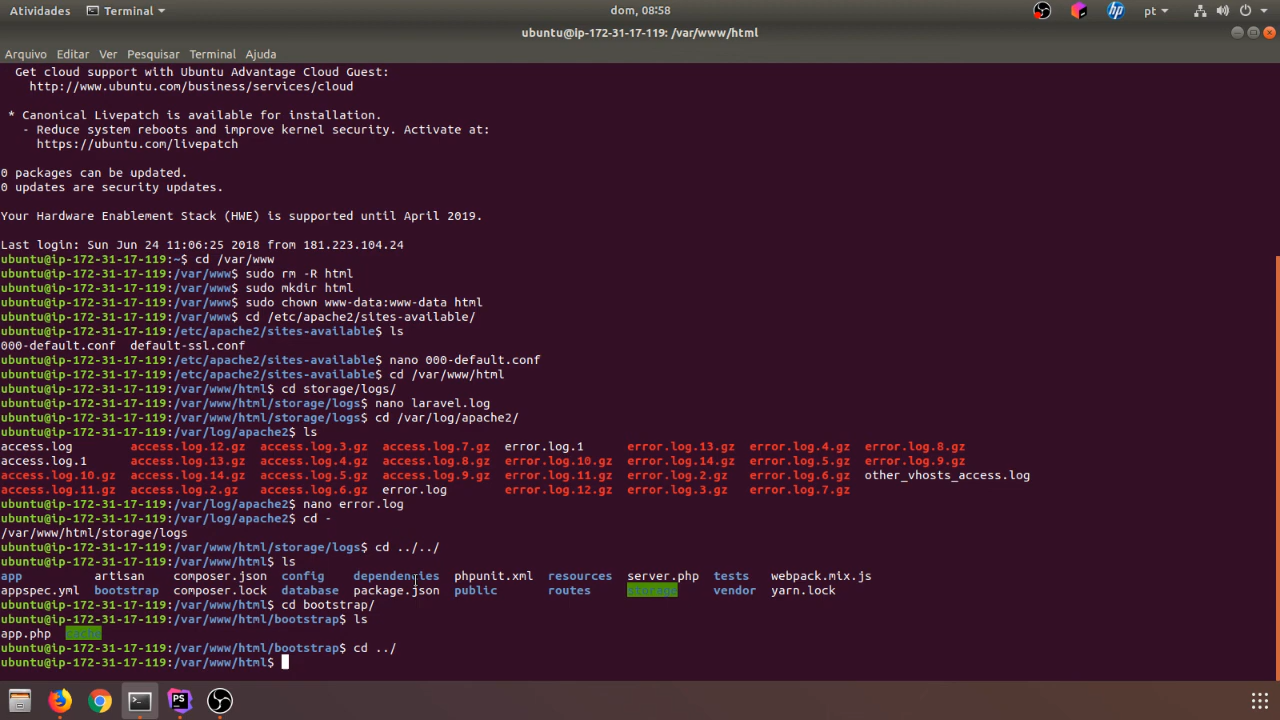 Atividades Terminal dom, 08:58 pt
ubuntu@ip-172-31-17-119: /var/www/html
Arquivo Editar Ver Pesquisar Terminal Ajuda
Get cloud support with Ubuntu Advantage Cloud Guest:
http://www.ubuntu.com/business/services/cloud
* Canonical Livepatch is available for installation.
- Reduce system reboots and improve kernel security. Activate at:
https://ubuntu.com/livepatch
0 packages can be updated.
0 updates are security updates.
Your Hardware Enablement Stack (HWE) is supported until April 2019.
Last login: Sun Jun 24 11:06:25 2018 from 181.223.104.24
ubuntu@ip-172-31-17-119:~$ cd /var/www
ubuntu@ip-172-31-17-119:/var/www$ sudo rm -R html
ubuntu@ip-172-31-17-119:/var/www$ sudo mkdir html
ubuntu@ip-172-31-17-119:/var/www$ sudo chown www-data:www-data html
ubuntu@ip-172-31-17-119:/var/www$ cd /etc/apache2/sites-available/
ubuntu@ip-172-31-17-119:/etc/apache2/sites-available$ ls
000-default.conf default-ssl.conf
ubuntu@ip-172-31-17-119:/etc/apache2/sites-available$ nano 000-default.conf
ubuntu@ip-172-31-17-119:/etc/apache2/sites-available$ cd /var/www/html
ubuntu@ip-172-31-17-119:/var/www/html$ cd storage/logs/
ubuntu@ip-172-31-17-119:/var/www/html/storage/logs$ nano laravel.log
ubuntu@ip-172-31-17-119:/var/www/html/storage/logs$ cd /var/log/apache2/
ubuntu@ip-172-31-17-119:/var/log/apache2$ ls
access.log access.log.12.gz access.log.3.gz access.log.7.gz error.log.1 error.log.13.gz error.log.4.gz error.log.8.gz
access.log.1 access.log.13.gz access.log.4.gz access.log.8.gz error.log.10.gz error.log.14.gz error.log.5.gz error.log.9.gz
access.log.10.gz access.log.14.gz access.log.5.gz access.log.9.gz error.log.11.gz error.log.2.gz error.log.6.gz other_vhosts_access.log
access.log.11.gz access.log.2.gz access.log.6.gz error.log error.log.12.gz error.log.3.gz error.log.7.gz
ubuntu@ip-172-31-17-119:/var/log/apache2$ nano error.log
ubuntu@ip-172-31-17-119:/var/log/apache2$ cd -
/var/www/html/storage/logs
ubuntu@ip-172-31-17-119:/var/www/html/storage/logs$ cd ../../
ubuntu@ip-172-31-17-119:/var/www/html$ ls
app artisan composer.json config dependencies phpunit.xml resources server.php tests webpack.mix.js
appspec.yml bootstrap composer.lock database package.json public routes storage vendor yarn.lock
ubuntu@ip-172-31-17-119:/var/www/html$ cd bootstrap/
ubuntu@ip-172-31-17-119:/var/www/html/bootstrap$ ls
app.php cache
ubuntu@ip-172-31-17-119:/var/www/html/bootstrap$ cd ../
ubuntu@ip-172-31-17-119:/var/www/html$